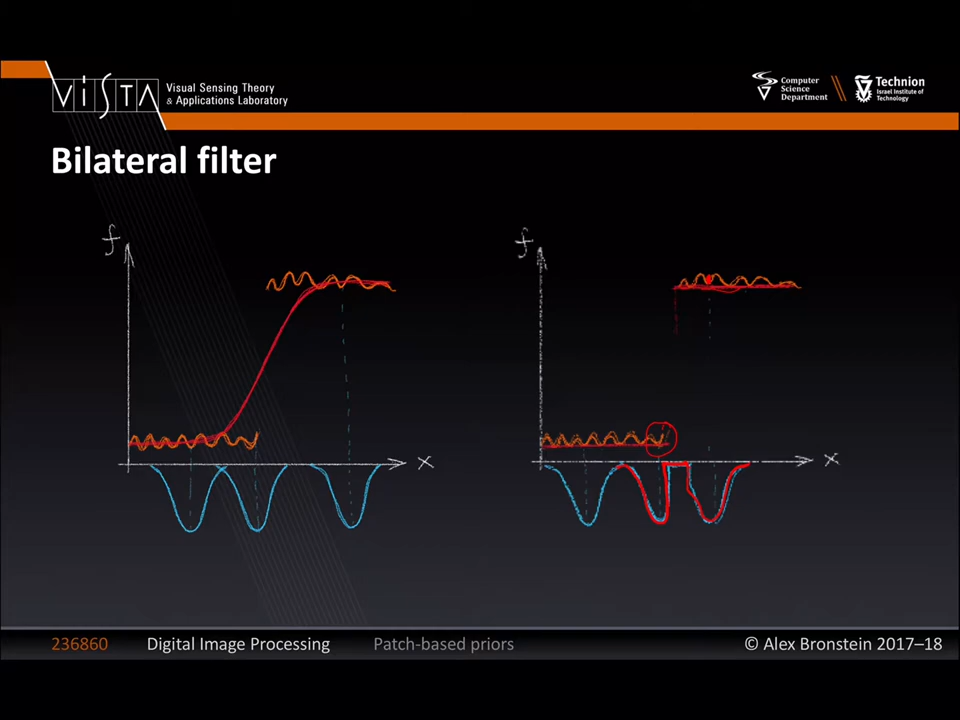 ViSTA
Visual Sensing Theory
& Applications Laboratory
Computer
Science
Department
Technion
Israel Institute of
Technology
Bilateral filter
f
x
f
x
236860 Digital Image Processing Patch-based priors © Alex Bronstein 2017–18